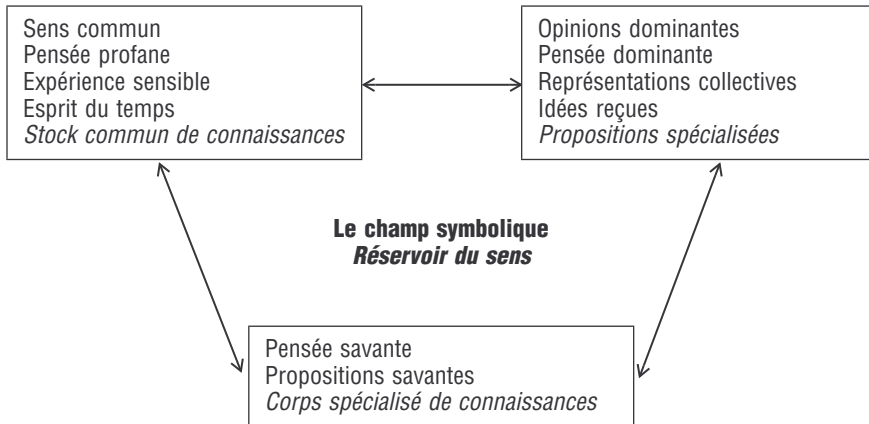 Sens commun
Pensée profane
Expérience sensible
Esprit du temps
Stock commun de connaissances
Opinions dominantes
Pensée dominante
Représentations collectives
Idées reçues
Propositions spécialisées
Le champ symbolique
Réservoir du sens
Pensée savante
Propositions savantes
Corps spécialisé de connaissances